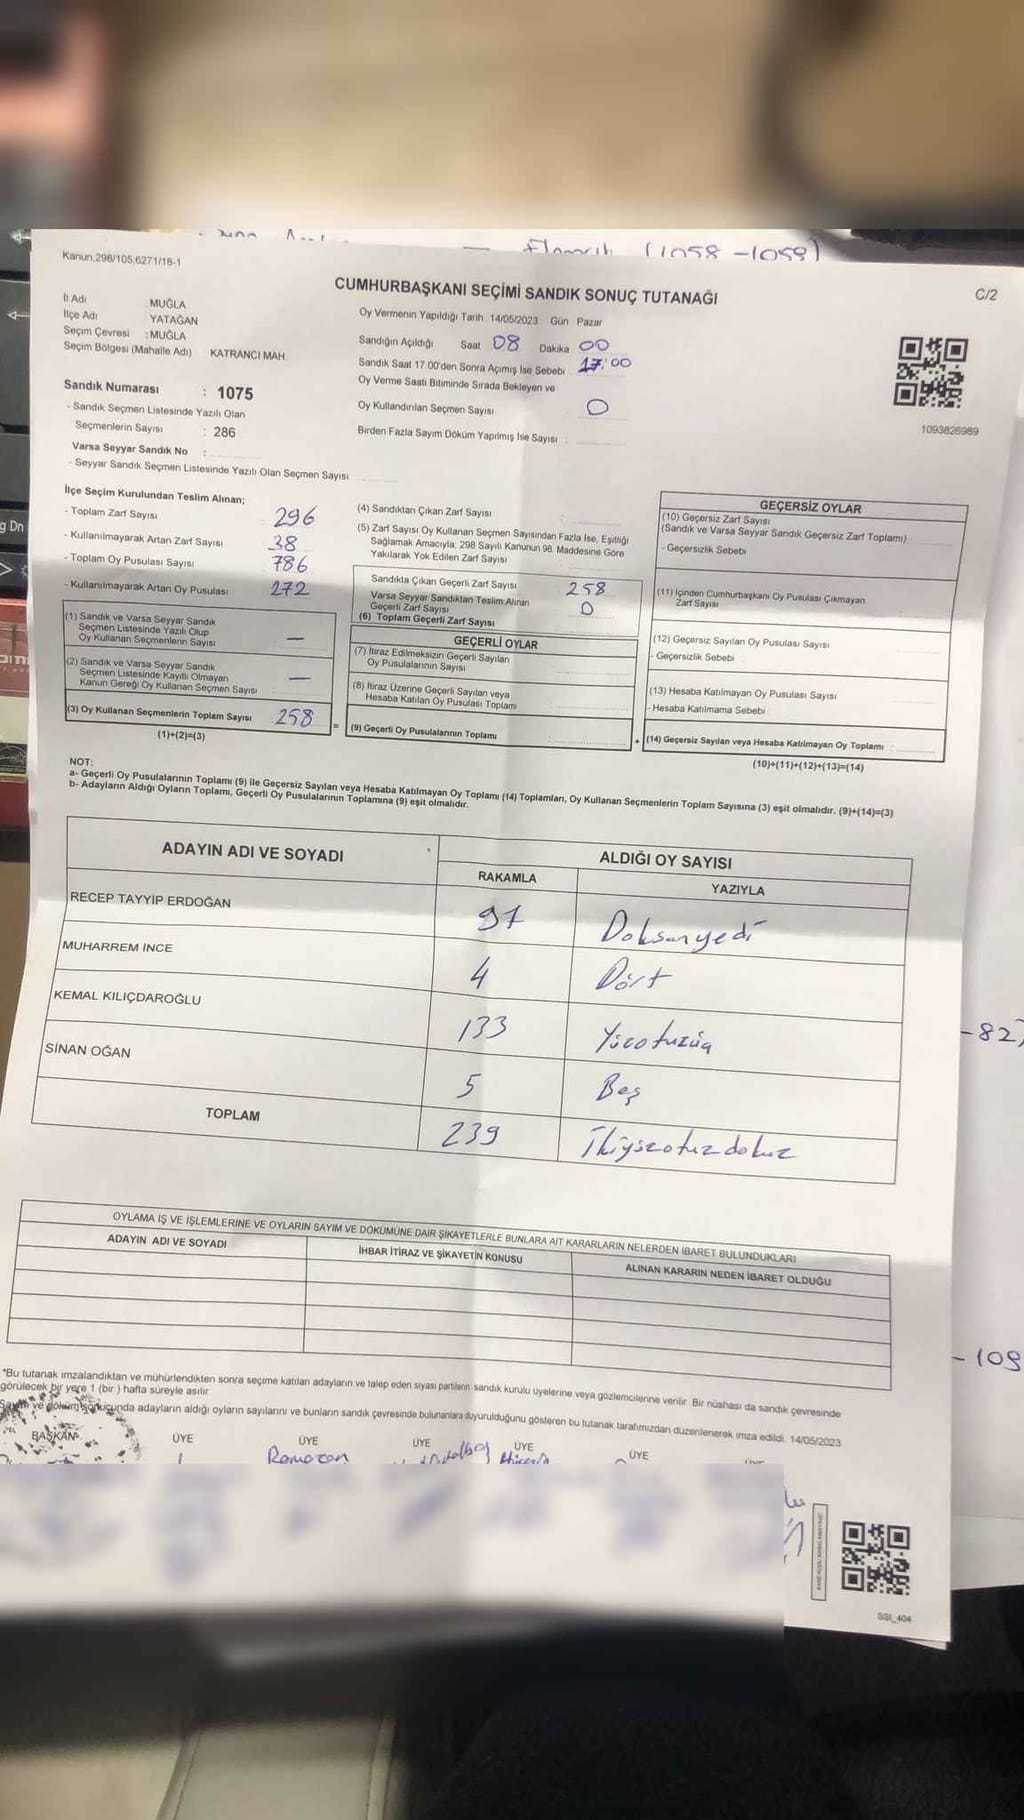 Elmacık (1058-1059)
Kanun:298/105,6271/18-1
C/2
CUMHURBAŞKANI SEÇİMİ SANDIK SONUÇ TUTANAĞI
İl Adı MUĞLA
İlçe Adı YATAĞAN
Seçim Çevresi : MUĞLA
Seçim Bölgesi (Mahalle Adı) KATRANCI MAH.
Oy Vermenin Yapıldığı Tarih 14/05/2023 Gün Pazar
Sandığın Açıldığı Saat 08 Dakika 00
Sandık Saat 17.00'den Sonra Açımış İse Sebebi 17:00
Oy Verme Saati Bitiminde Sırada Bekleyen ve
Oy Kullandırılan Seçmen Sayısı 0
Birden Fazla Sayım Döküm Yapılmış İse Sayısı :
1093826989
Sandık Numarası : 1075
- Sandık Seçmen Listesinde Yazılı Olan
Seçmenlerin Sayısı : 286
Varsa Seyyar Sandık No :
- Seyyar Sandık Seçmen Listesinde Yazılı Olan Seçmen Sayısı
İlçe Seçim Kurulundan Teslim Alınan;
- Toplam Zarf Sayısı 296
- Kullanılmayarak Artan Zarf Sayısı 38
- Toplam Oy Pusulası Sayısı 786
- Kullanılmayarak Artan Oy Pusulası 272
(1) Sandık ve Varsa Seyyar Sandık
Seçmen Listesinde Yazılı Olup
Oy Kullanan Seçmenlerin Sayısı —
(2) Sandık ve Varsa Seyyar Sandık
Seçmen Listesinde Kayıtlı Olmayan
Kanun Gereği Oy Kullanan Seçmen Sayısı —
(3) Oy Kullanan Seçmenlerin Toplam Sayısı 258 =
(1)+(2)=(3)
(4) Sandıktan Çıkan Zarf Sayısı :
(5) Zarf Sayısı Oy Kullanan Seçmen Sayısından Fazla İse, Eşitliği
Sağlamak Amacıyla, 298 Sayılı Kanunun 98. Maddesine Göre
Yakılarak Yok Edilen Zarf Sayısı
Sandıkta Çıkan Geçerli Zarf Sayısı 258
Varsa Seyyar Sandıktan Teslim Alınan
Geçerli Zarf Sayısı 0
(6) Toplam Geçerli Zarf Sayısı
GEÇERLİ OYLAR
(7) İtiraz Edilmeksizin Geçerli Sayılan
Oy Pusulalarının Sayısı
(8) İtiraz Üzerine Geçerli Sayılan veya
Hesaba Katılan Oy Pusulası Toplamı
(9) Geçerli Oy Pusulalarının Toplamı : +
GEÇERSİZ OYLAR
(10) Geçersiz Zarf Sayısı
(Sandık ve Varsa Seyyar Sandık Geçersiz Zarf Toplamı)
- Geçersizlik Sebebi
(11) İçinden Cumhurbaşkanı Oy Pusulası Çıkmayan
Zarf Sayısı
(12) Geçersiz Sayılan Oy Pusulası Sayısı
- Geçersizlik Sebebi
(13) Hesaba Katılmayan Oy Pusulası Sayısı
- Hesaba Katılmama Sebebi
(14) Geçersiz Sayılan veya Hesaba Katılmayan Oy Toplamı :
(10)+(11)+(12)+(13)=(14)
NOT:
a- Geçerli Oy Pusulalarının Toplamı (9) ile Geçersiz Sayılan veya Hesaba Katılmayan Oy Toplamı (14) Toplamları, Oy Kullanan Seçmenlerin Toplam Sayısına (3) eşit olmalıdır. (9)+(14)=(3)
b- Adayların Aldığı Oyların Toplamı, Geçerli Oy Pusulalarının Toplamına (9) eşit olmalıdır.
ADAYIN ADI VE SOYADI ALDIĞI OY SAYISI
RAKAMLA YAZIYLA
RECEP TAYYİP ERDOĞAN 97 Doksanyedi
MUHARREM İNCE 4 Dört
KEMAL KILIÇDAROĞLU 133 Yüzotuzüç
SİNAN OĞAN 5 Beş
TOPLAM 239 İkiyüzotuzdokuz
-827
OYLAMA İŞ VE İŞLEMLERİNE VE OYLARIN SAYIM VE DÖKÜMÜNE DAİR ŞİKAYETLERLE BUNLARA AİT KARARLARIN NELERDEN İBARET BULUNDUKLARI
ADAYIN ADI VE SOYADI İHBAR İTİRAZ VE ŞİKAYETİN KONUSU ALINAN KARARIN NEDEN İBARET OLDUĞU
-109
*Bu tutanak imzalandıktan ve mühürlendikten sonra seçime katılan adayların ve talep eden siyasi partilerin sandık kurulu üyelerine veya gözlemcilerine verilir. Bir nüshası da sandık çevresinde
görülecek bir yere 1 (bir ) hafta süreyle asılır.
Sayım ve döküm sonucunda adayların aldığı oyların sayılarını ve bunların sandık çevresinde bulunanlara duyurulduğunu gösteren bu tutanak tarafımızdan düzenlenerek imza edildi. 14/05/2023
BAŞKAN ÜYE ÜYE ÜYE ÜYE ÜYE
Ramazan
SSI_404